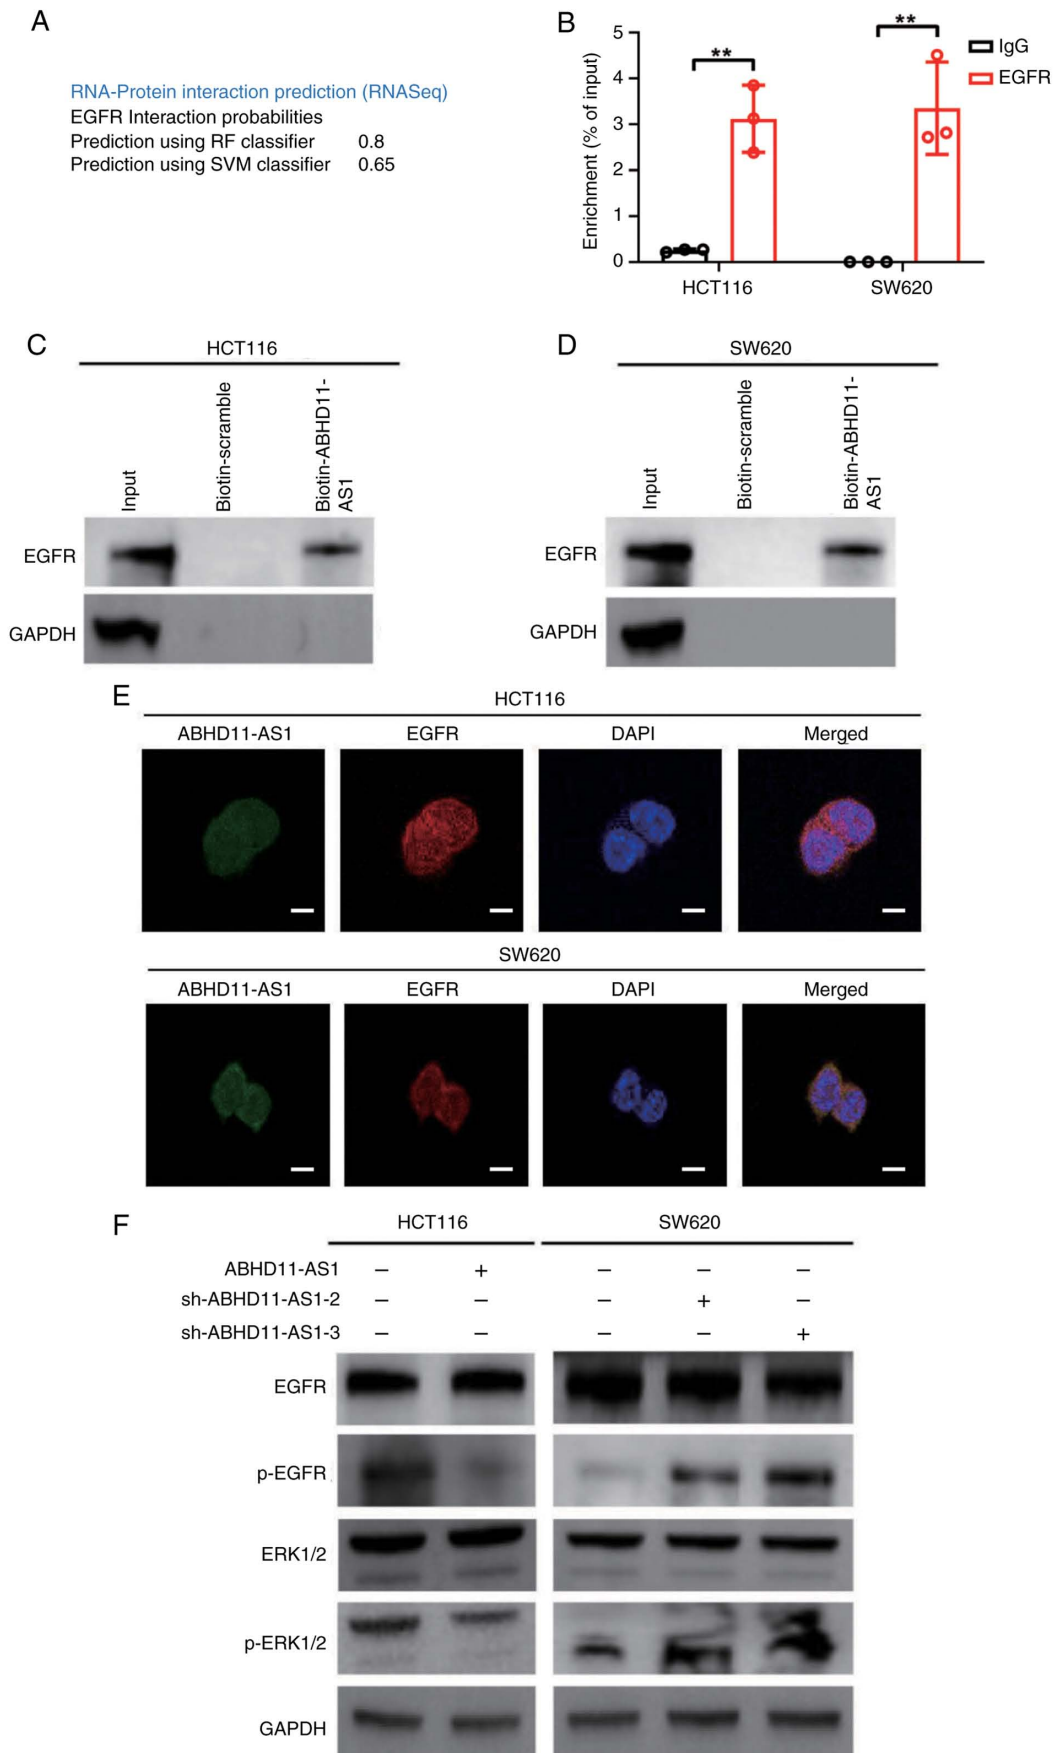 A
RNA-Protein interaction prediction (RNASeq)
EGFR Interaction probabilities
Prediction using RF classifier 0.8
Prediction using SVM classifier 0.65
B
5
4
3
2
1
0
Enrichment (% of input)
**
**
IgG
EGFR
HCT116
SW620
C
HCT116
Input
Biotin-scramble
Biotin-ABHD11-
AS1
EGFR
GAPDH
D
SW620
Input
Biotin-scramble
Biotin-ABHD11-
AS1
EGFR
GAPDH
E
HCT116
ABHD11-AS1 EGFR DAPI Merged
SW620
ABHD11-AS1 EGFR DAPI Merged
F
HCT116 SW620
ABHD11-AS1 − + − − −
sh-ABHD11-AS1-2 − − − + −
sh-ABHD11-AS1-3 − − − − +
EGFR
p-EGFR
ERK1/2
p-ERK1/2
GAPDH